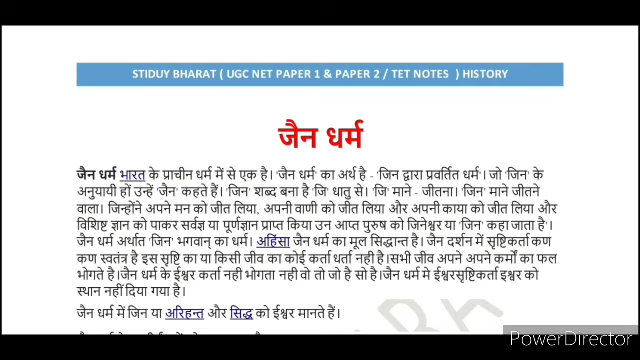 STIDUY BHARAT ( UGC NET PAPER 1 & PAPER 2 / TET NOTES ) HISTORY
जैन धर्म
जैन धर्म भारत के प्राचीन धर्म में से एक है। 'जैन धर्म' का अर्थ है - 'जिन द्वारा प्रवर्तित धर्म'। जो 'जिन' के
अनुयायी हों उन्हें 'जैन' कहते हैं। 'जिन' शब्द बना है 'जि' धातु से। 'जि' माने - जीतना। 'जिन' माने जीतने
वाला। जिन्होंने अपने मन को जीत लिया, अपनी वाणी को जीत लिया और अपनी काया को जीत लिया और
विशिष्ट ज्ञान को पाकर सर्वज्ञ या पूर्णज्ञान प्राप्त किया उन आप्त पुरुष को जिनेश्वर या 'जिन' कहा जाता है'।
जैन धर्म अर्थात 'जिन' भगवान् का धर्म। अहिंसा जैन धर्म का मूल सिद्धान्त है। जैन दर्शन में सृष्टिकर्ता कण
कण स्वतंत्र है इस सृष्टि का या किसी जीव का कोई कर्ता धर्ता नही है।सभी जीव अपने अपने कर्मों का फल
भोगते है।जैन धर्म के ईश्वर कर्ता नही भोगता नही वो तो जो है सो है।जैन धर्म मे ईश्वरसृष्टिकर्ता इश्वर को
स्थान नहीं दिया गया है।
जैन धर्म में जिन या अरिहन्त और सिद्ध को ईश्वर मानते हैं।
PowerDirector